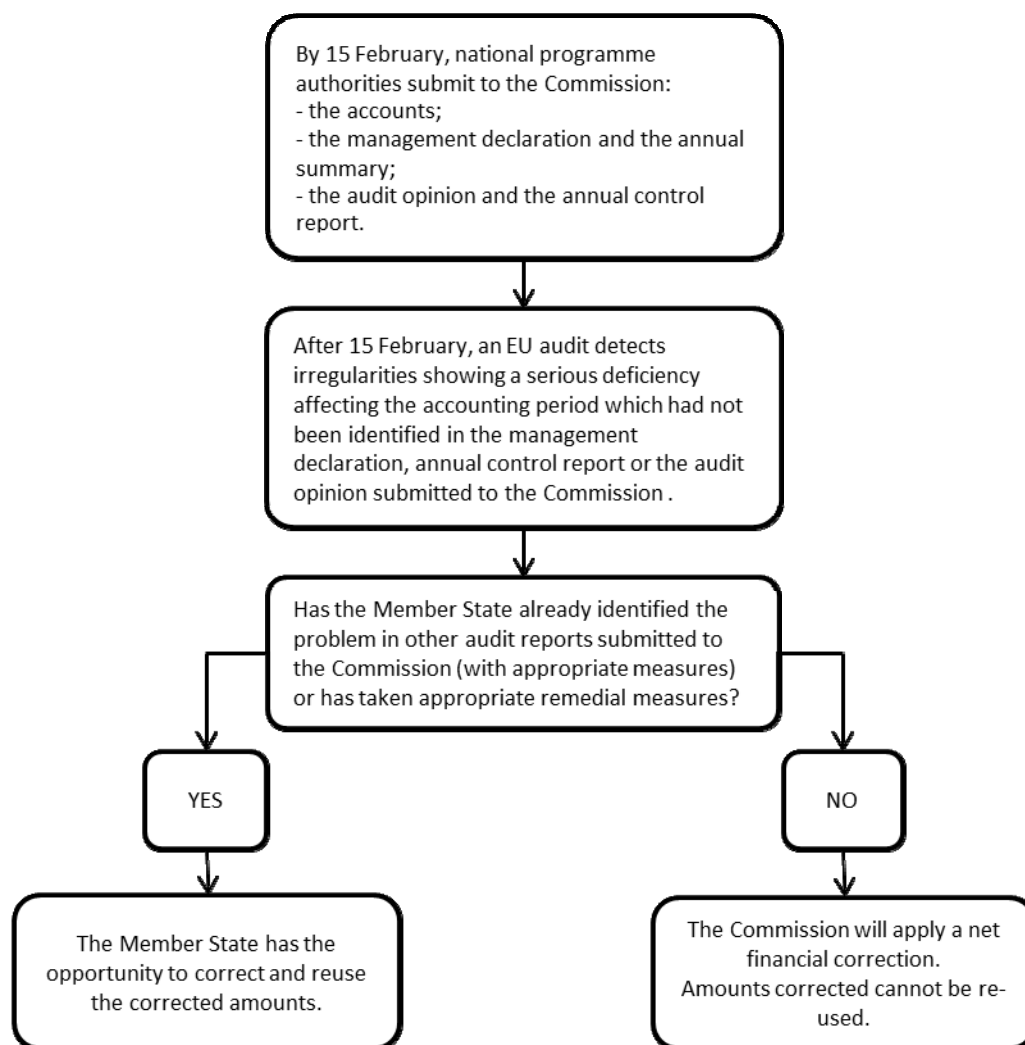 By 15 February, national programme
authorities submit to the Commission:
- the accounts;
- the management declaration and the annual
summary;
- the audit opinion and the annual control
report.
After 15 February, an EU audit detects
irregularities showing a serious deficiency
affecting the accounting period which had not
been identified in the management
declaration, annual control report or the audit
opinion submitted to the Commission .
Has the Member State already identified the
problem in other audit reports submitted to
the Commission (with appropriate measures)
or has taken appropriate remedial measures?
YES
NO
The Member State has the
opportunity to correct and reuse
the corrected amounts.
The Commission will apply a net
financial correction.
Amounts corrected cannot be re-
used.